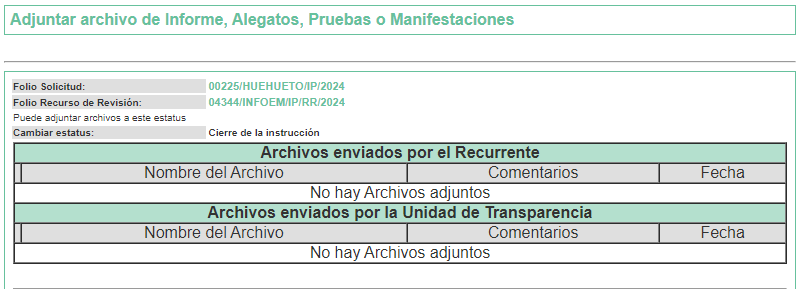 Adjuntar archivo de Informe, Alegatos, Pruebas o Manifestaciones
Folio Solicitud: 00225/HUEHUETO/IP/2024
Folio Recurso de Revisión: 04344/INFOEM/IP/RR/2024
Puede adjuntar archivos a este estatus
Cambiar estatus: Cierre de la instrucción
Archivos enviados por el Recurrente
Nombre del Archivo Comentarios Fecha
No hay Archivos adjuntos
Archivos enviados por la Unidad de Transparencia
Nombre del Archivo Comentarios Fecha
No hay Archivos adjuntos